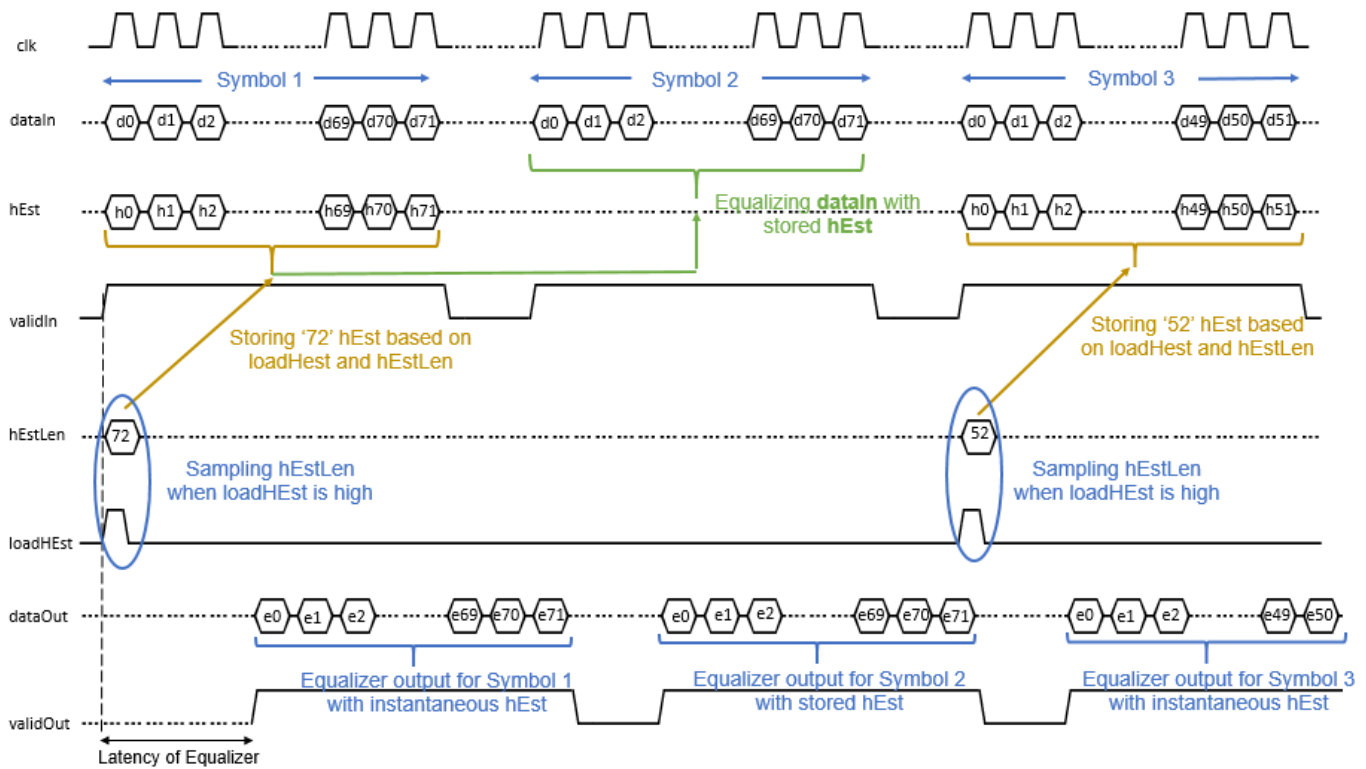 clk
Symbol 1
Symbol 2
Symbol 3
dataIn
d0 d1 d2 d69 d70 d71 d0 d1 d2 d69 d70 d71 d0 d1 d2 d49 d50 d51
hEst
h0 h1 h2 h69 h70 h71 h0 h1 h2 h49 h50 h51
Equalizing dataIn with
stored hEst
validIn
Storing ‘72’ hEst based on
loadHest and hEstLen
Storing ‘52’ hEst based
on loadHest and hEstLen
hEstLen
72
52
Sampling hEstLen
when loadHEst is high
Sampling hEstLen
when loadHEst is high
loadHEst
dataOut
e0 e1 e2 e69 e70 e71 e0 e1 e2 e69 e70 e71 e0 e1 e2 e49 e50
Equalizer output for Symbol 1
with instantaneous hEst
Equalizer output for Symbol 2
with stored hEst
Equalizer output for Symbol 3
with instantaneous hEst
validOut
Latency of Equalizer